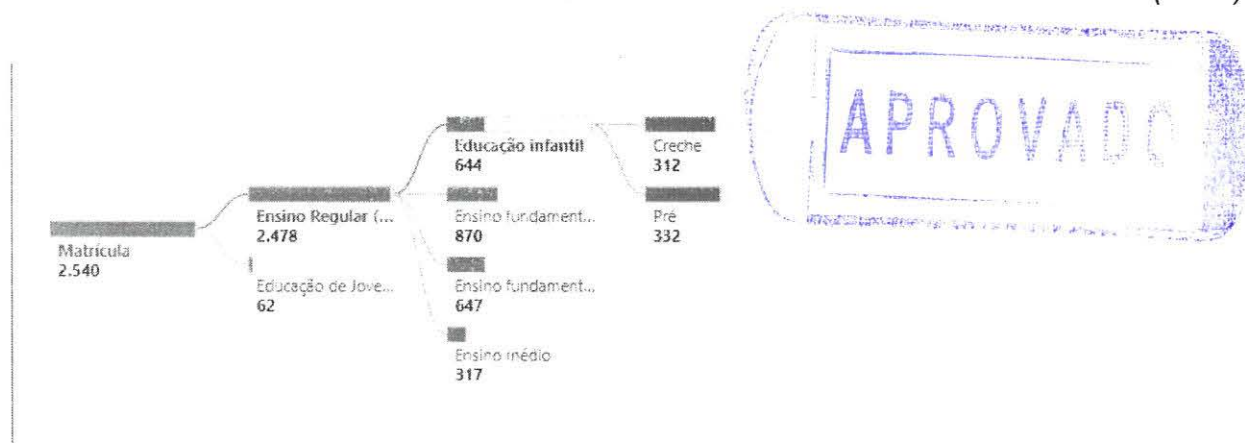 Educação infantil
644
Creche
312
Ensino Regular (...
2.478
Ensino fundament...
870
Pré
332
Matrícula
2.540
Educação de Jove...
62
Ensino fundament...
647
Ensino médio
317
APROVADO